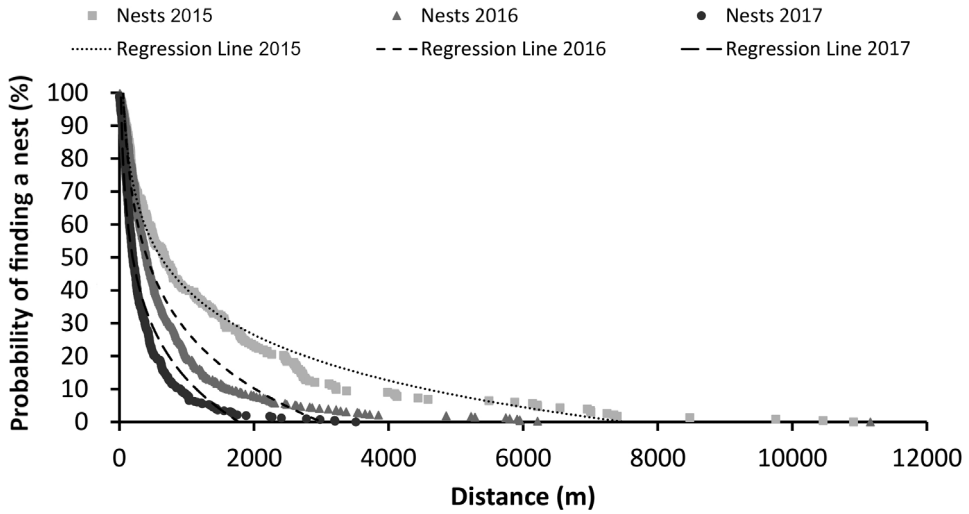 Nests 2015 Nests 2016 Nests 2017
Regression Line 2015 Regression Line 2016 Regression Line 2017
Probability of finding a nest (%)
100
90
80
70
60
50
40
30
20
10
0
0 2000 4000 6000 8000 10000 12000
Distance (m)